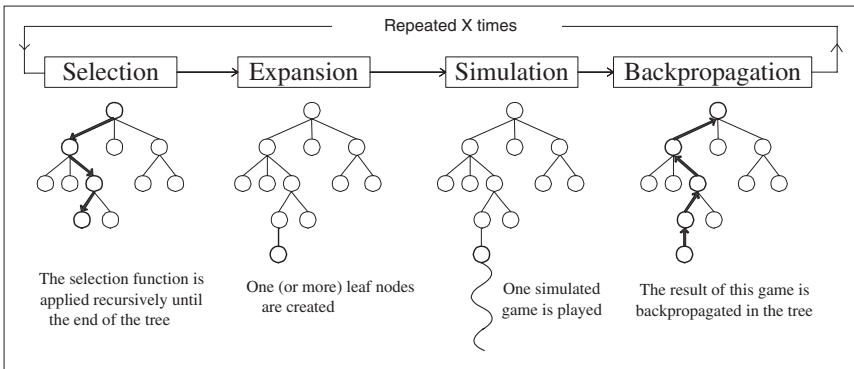 Repeated X times
Selection
Expansion
Simulation
Backpropagation
The selection function is
applied recursively until
the end of the tree
One (or more) leaf nodes
are created
One simulated
game is played
The result of this game is
backpropagated in the tree